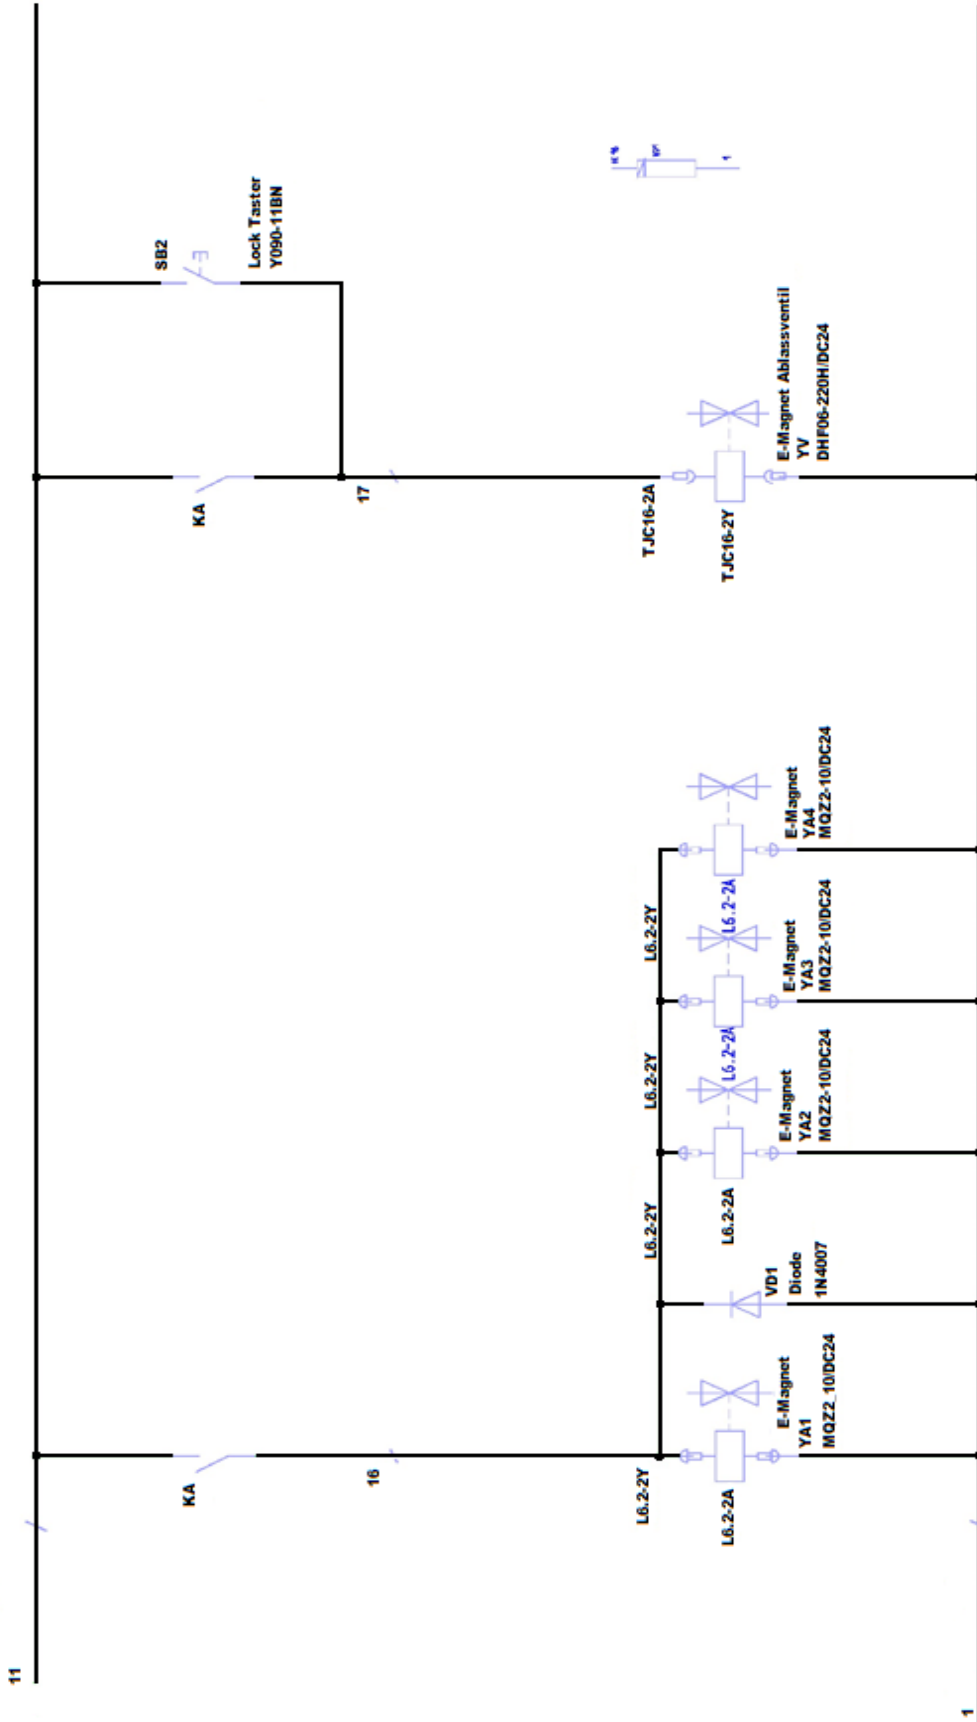 11
KA
SB2
Lock Taster
Y090-11BN
16
17
L6.2-2Y
L6.2-2Y
L6.2-2Y
L6.2-2Y
TJC16-2A
L6.2-2A
L6.2-2A
L6.2-2A
L6.2-2A
TJC16-2Y
E-Magnet
YA1
MQZ2_10/DC24
VD1
Diode
1N4007
E-Magnet
YA2
MQZ2-10/DC24
E-Magnet
YA3
MQZ2-10/DC24
E-Magnet
YA4
MQZ2-10/DC24
E-Magnet Ablassventil
YV
DHF06-220H/DC24
KA
1
1